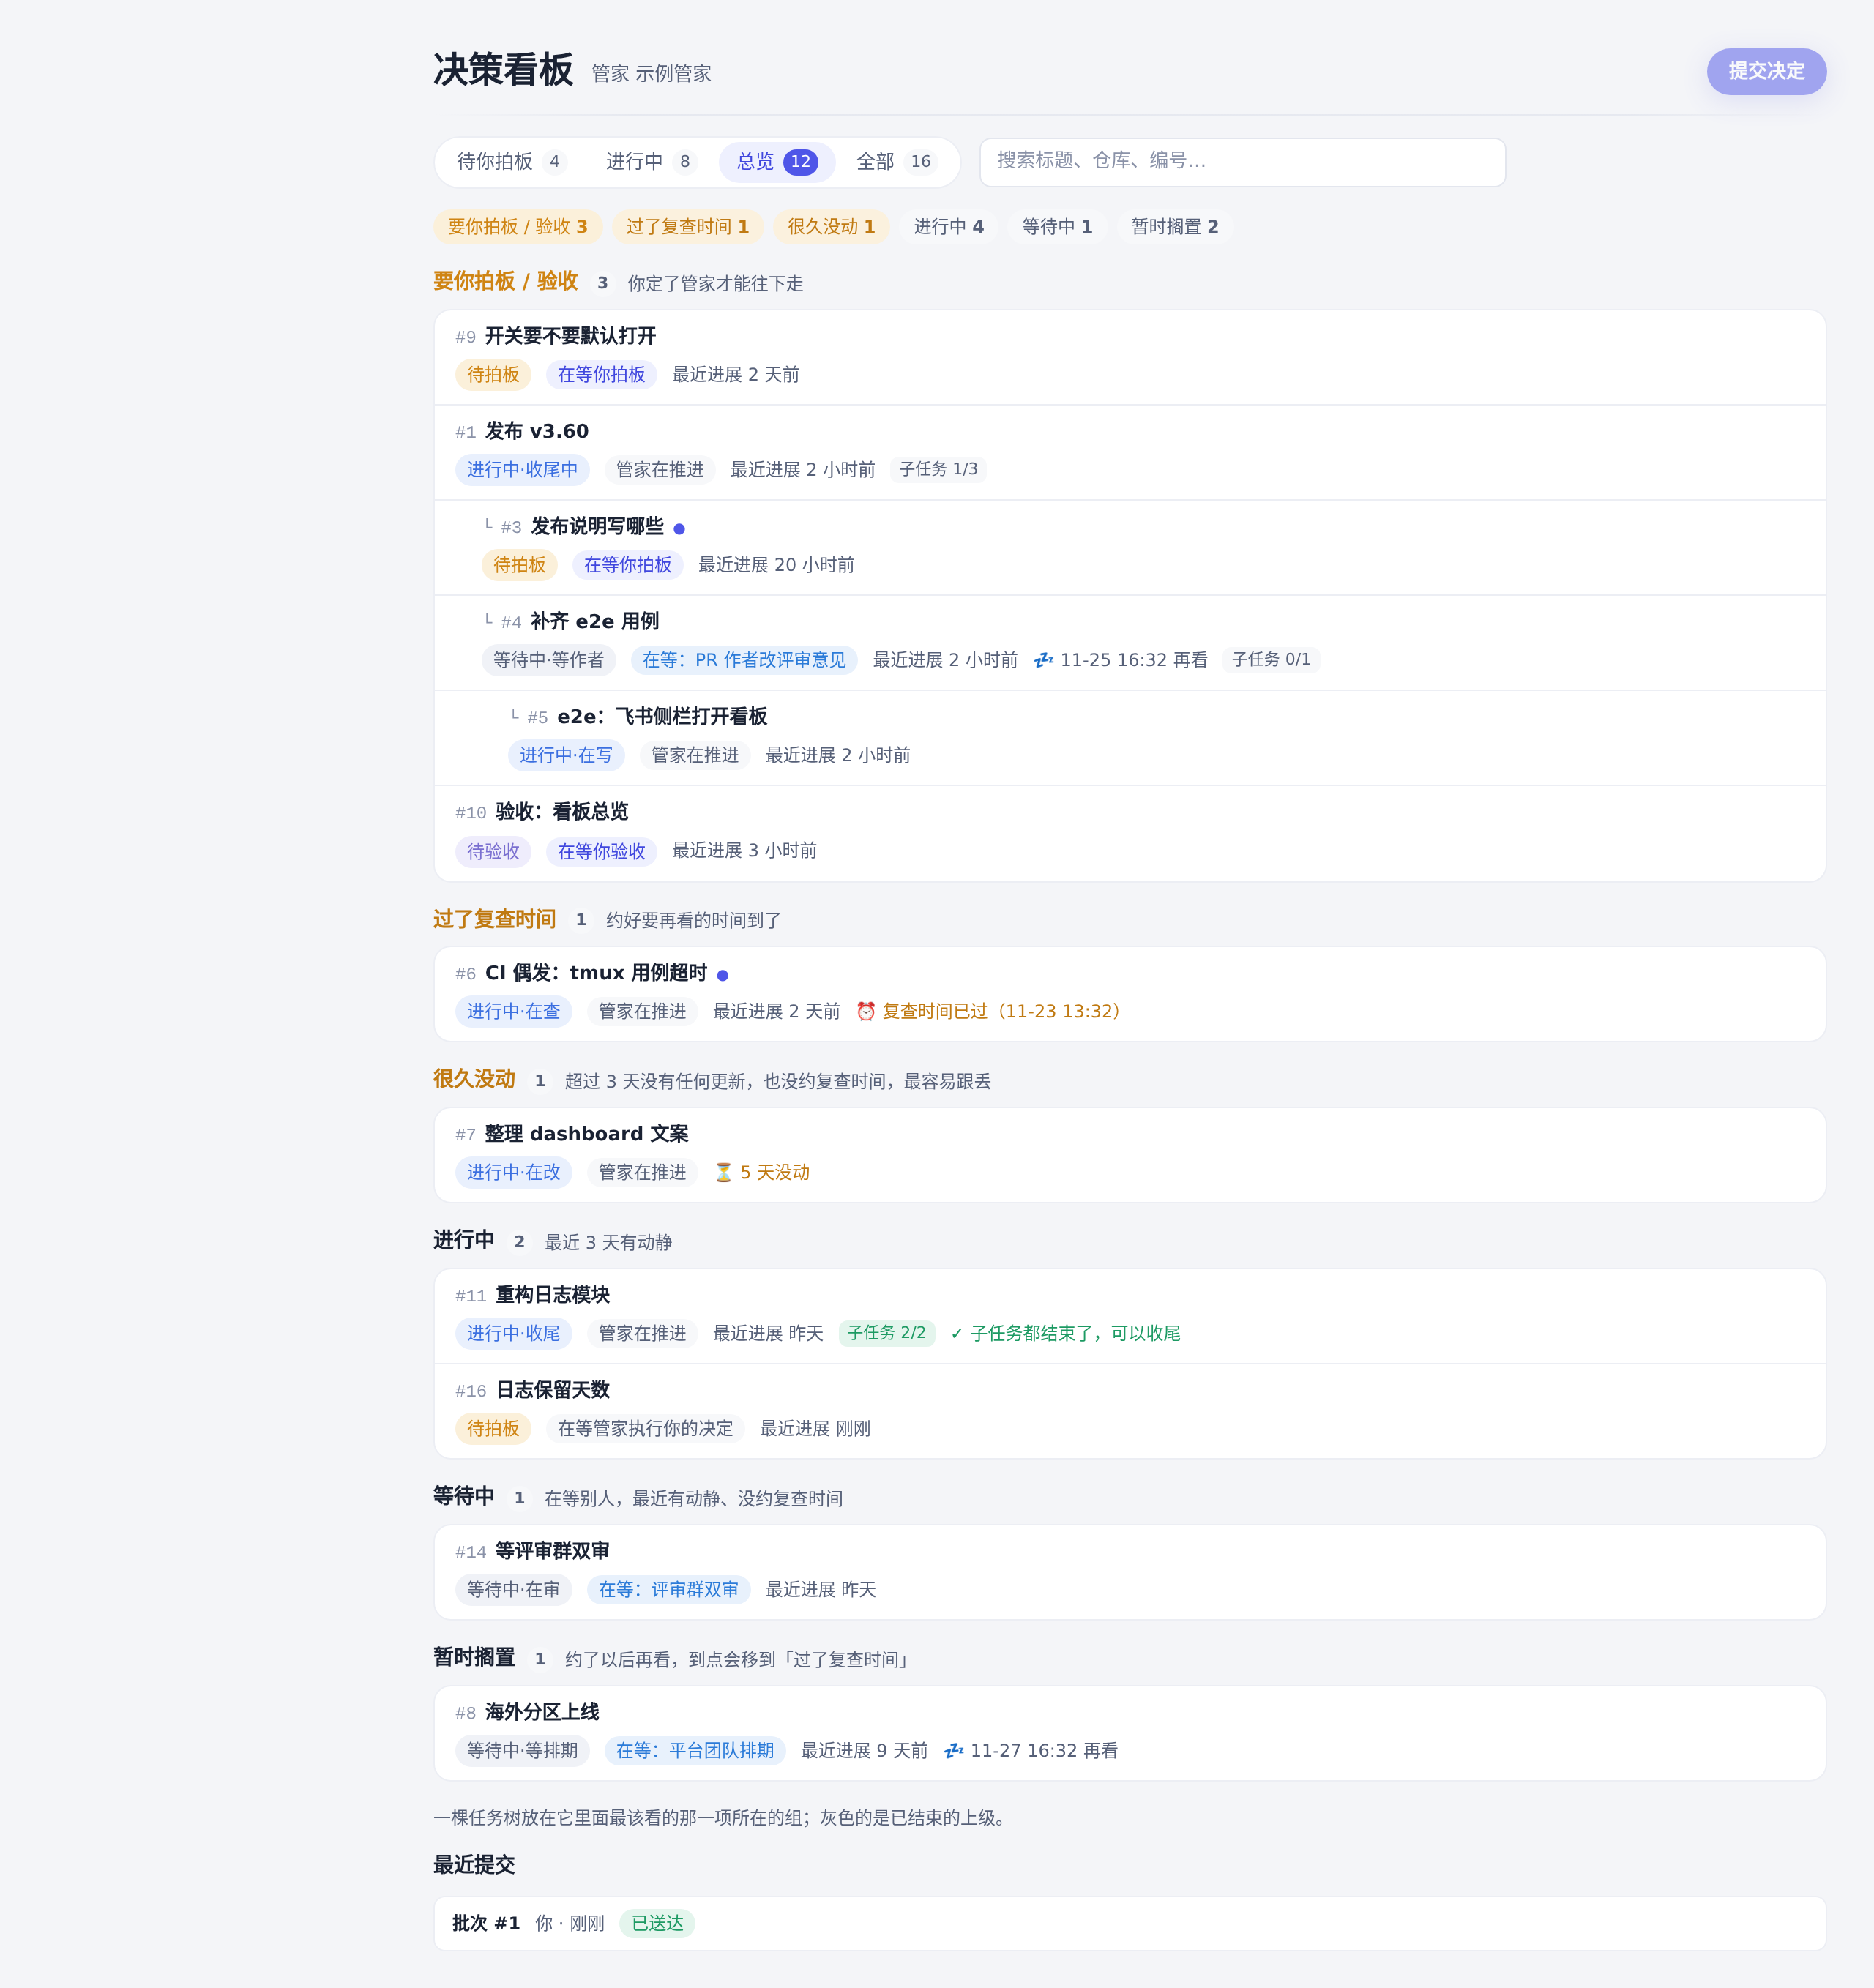 决策看板 管家 示例管家 提交决定
待你拍板 4 进行中 8 总览 12 全部 16 搜索标题、仓库、编号…
要你拍板 / 验收 3 过了复查时间 1 很久没动 1 进行中 4 等待中 1 暂时搁置 2
要你拍板 / 验收 3 你定了管家才能往下走
#9 开关要不要默认打开
待拍板 在等你拍板 最近进展 2 天前
#1 发布 v3.60
进行中·收尾中 管家在推进 最近进展 2 小时前 子任务 1/3
└ #3 发布说明写哪些
待拍板 在等你拍板 最近进展 20 小时前
└ #4 补齐 e2e 用例
等待中·等作者 在等：PR 作者改评审意见 最近进展 2 小时前 💤 11-25 16:32 再看 子任务 0/1
└ #5 e2e：飞书侧栏打开看板
进行中·在写 管家在推进 最近进展 2 小时前
#10 验收：看板总览
待验收 在等你验收 最近进展 3 小时前
过了复查时间 1 约好要再看的时间到了
#6 CI 偶发：tmux 用例超时
进行中·在查 管家在推进 最近进展 2 天前 ⏰ 复查时间已过（11-23 13:32）
很久没动 1 超过 3 天没有任何更新，也没约复查时间，最容易跟丢
#7 整理 dashboard 文案
进行中·在改 管家在推进 ⏳ 5 天没动
进行中 2 最近 3 天有动静
#11 重构日志模块
进行中·收尾 管家在推进 最近进展 昨天 子任务 2/2 ✓ 子任务都结束了，可以收尾
#16 日志保留天数
待拍板 在等管家执行你的决定 最近进展 刚刚
等待中 1 在等别人，最近有动静、没约复查时间
#14 等评审群双审
等待中·在审 在等：评审群双审 最近进展 昨天
暂时搁置 1 约了以后再看，到点会移到「过了复查时间」
#8 海外分区上线
等待中·等排期 在等：平台团队排期 最近进展 9 天前 💤 11-27 16:32 再看
一棵任务树放在它里面最该看的那一项所在的组；灰色的是已结束的上级。
最近提交
批次 #1 你 · 刚刚 已送达